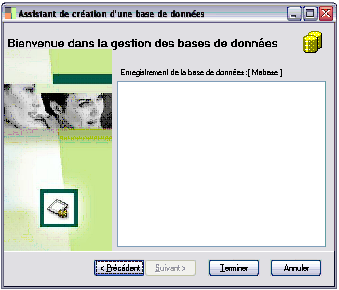 Assistant de création d'une base de données
Bienvenue dans la gestion des bases de données
Enregistrement de la base de données :[ Mabase ]
< Précédent
Suivant >
Terminer
Annuler